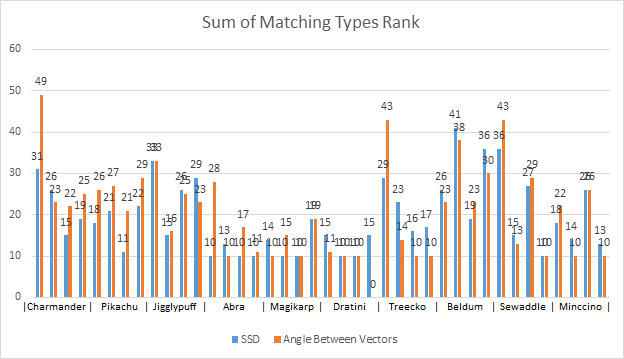 Sum of Matching Types Rank
60
50
40
30
20
10
0
31 49 26 23 15 22 19 25
18 26 21 27 11 21 22 29
33 33 15 16 26 25 29 23
10 28 13 10 10 17 10 11
14 10 10 15 10 10 19 19
15 11 10 10 10 10 15 0
29 43 23 14 16 10 17 10
26 23 41 38 19 23 36 30
36 43 15 13 27 29 10 10
18 22 14 10 26 26 13 10
Charmander Pikachu Jigglypuff Abra Magikarp Dratini Treecko Beldum Sewaddle Minccino
SSD Angle Between Vectors